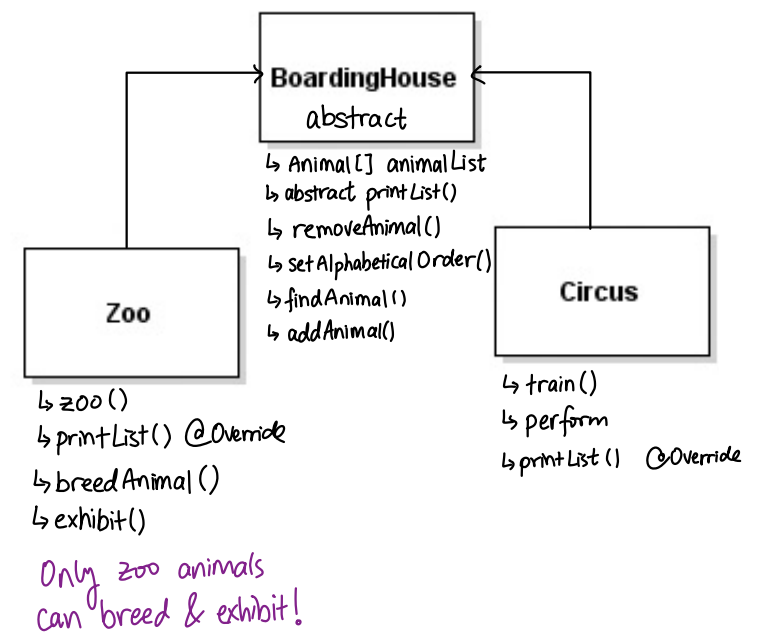 BoardingHouse
abstract
↳ Animal[] animalList
↳ abstract printList()
↳ removeAnimal()
↳ setAlphabeticalOrder()
↳ findAnimal()
↳ addAnimal()
Zoo
↳ zoo()
↳ printList() @Override
↳ breedAnimal()
↳ exhibit()
Only zoo animals
can breed & exhibit!
Circus
↳ train()
↳ perform
↳ printList() @Override